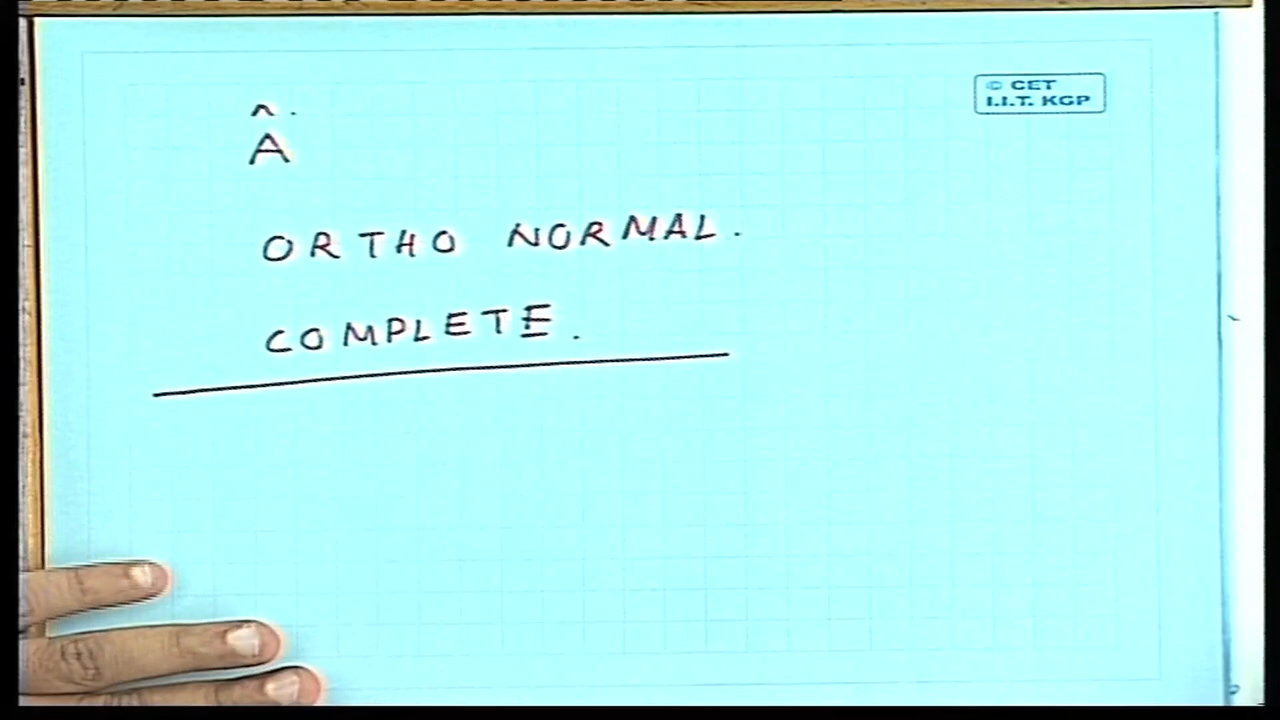 © CET
I.I.T. KGP
Â.
ORTHO NORMAL.
COMPLETE.